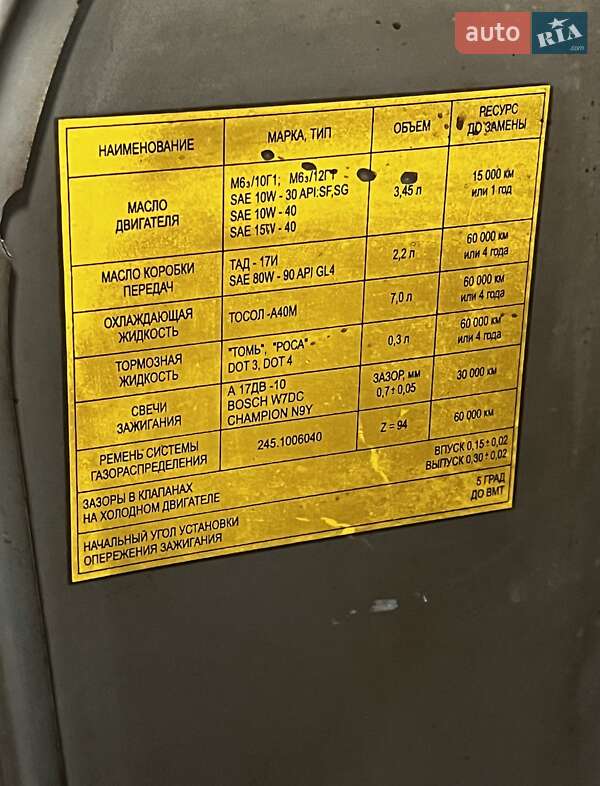 auto RIA .com
НАИМЕНОВАНИЕ МАРКА, ТИП ОБЪЕМ РЕСУРС ДО ЗАМЕНЫ
МАСЛО ДВИГАТЕЛЯ
М6з/10Г1; М6з/12Г1
SAE 10W - 30 API:SF,SG
SAE 10W - 40
SAE 15W - 40
3,45 л
15 000 км
или 1 год
МАСЛО КОРОБКИ
ПЕРЕДАЧ
ТАД - 17И
SAE 80W - 90 API GL4
2,2 л
60 000 км
или 4 года
ОХЛАЖДАЮЩАЯ
ЖИДКОСТЬ
ТОСОЛ -А40М
7,0 л
60 000 км
или 4 года
ТОРМОЗНАЯ
ЖИДКОСТЬ
"ТОМЬ", "РОСА"
DOT 3, DOT 4
0,3 л
60 000 км
или 4 года
СВЕЧИ
ЗАЖИГАНИЯ
А 17ДВ -10
BOSCH W7DC
CHAMPION N9Y
ЗАЗОР, мм
0,7± 0,05
30 000 км
РЕМЕНЬ СИСТЕМЫ
ГАЗОРАСПРЕДЕЛЕНИЯ
245.1006040
Z = 94
60 000 км
ЗАЗОРЫ В КЛАПАНАХ
НА ХОЛОДНОМ ДВИГАТЕЛЕ
ВПУСК 0,15 ± 0,02
ВЫПУСК 0,30 ± 0,02
НАЧАЛЬНЫЙ УГОЛ УСТАНОВКИ
ОПЕРЕЖЕНИЯ ЗАЖИГАНИЯ
5 ГРАД
ДО ВМТ